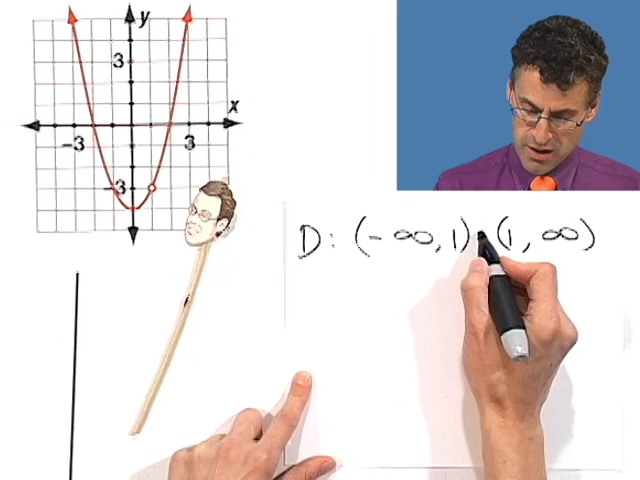 y
3
x
-3
3
-3
D: (-∞, 1) (1, ∞)